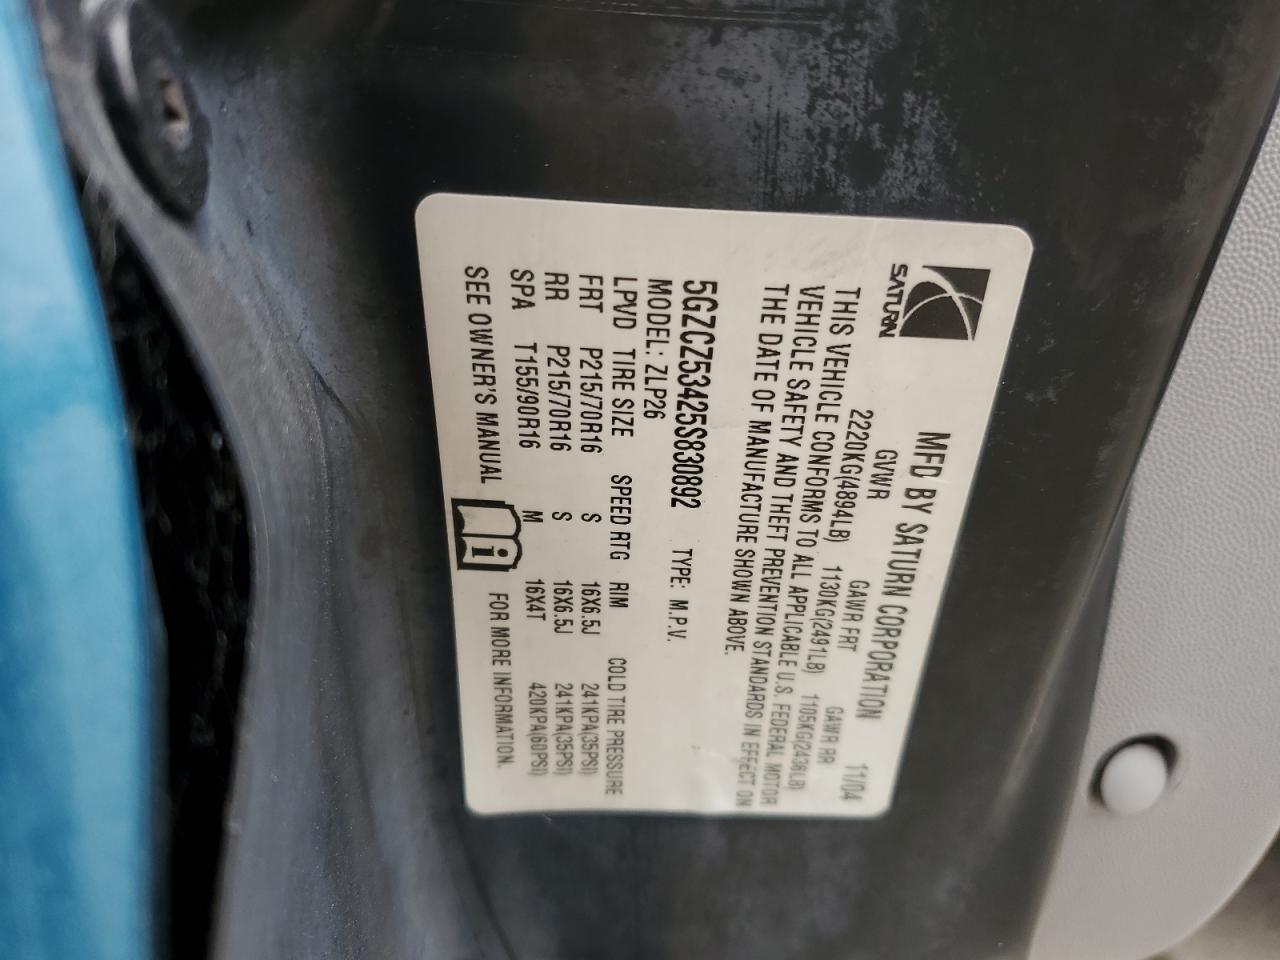 SATURN
MFD BY SATURN CORPORATION 11/04
GVWR GAWR FRT GAWR RR
2220KG(4894LB) 1130KG(2491LB) 1105KG(2436LB)
THIS VEHICLE CONFORMS TO ALL APPLICABLE U.S. FEDERAL MOTOR
VEHICLE SAFETY AND THEFT PREVENTION STANDARDS IN EFFECT ON
THE DATE OF MANUFACTURE SHOWN ABOVE.
5GZCZ53425S830892 TYPE: M.P.V.
MODEL: ZLP26
LPVD TIRE SIZE SPEED RTG RIM COLD TIRE PRESSURE
FRT P215/70R16 S 16X6.5J 241KPA(35PSI)
RR P215/70R16 S 16X6.5J 241KPA(35PSI)
SPA T155/90R16 M 16X4T 420KPA(60PSI)
SEE OWNER'S MANUAL i FOR MORE INFORMATION.